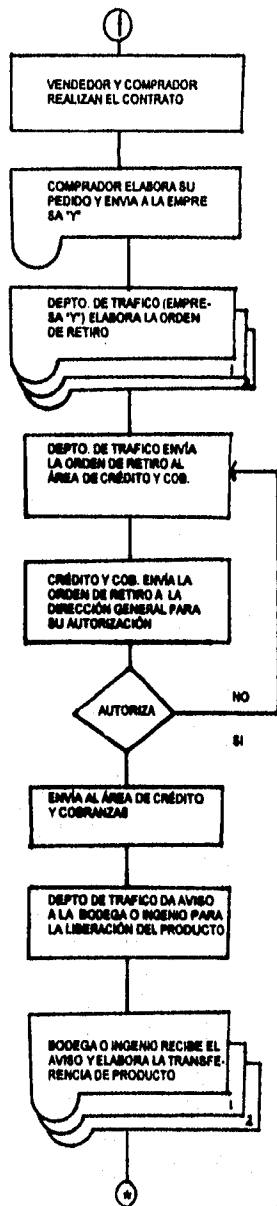 VENDEDOR Y COMPRADOR
REALIZAN EL CONTRATO
COMPRADOR ELABORA SU
PEDIDO Y ENVIA A LA EMPRE
SA "Y"
DEPTO. DE TRAFICO (EMPRE-
SA "Y") ELABORA LA ORDEN
DE RETIRO
1
DEPTO. DE TRAFICO ENVÍA
LA ORDEN DE RETIRO AL
ÁREA DE CRÉDITO Y COB.
CRÉDITO Y COB. ENVÍA LA
ORDEN DE RETIRO A LA
DIRECCIÓN GENERAL PARA
SU AUTORIZACIÓN
AUTORIZA
NO
SI
ENVÍA AL ÁREA DE CRÉDITO
Y COBRANZAS
DEPTO DE TRAFICO DA AVISO
A LA BODEGA O INGENIO PARA
LA LIBERACIÓN DEL PRODUCTO
BODEGA O INGENIO RECIBE EL
AVISO Y ELABORA LA TRANSFE-
RENCIA DE PRODUCTO
1
2
*